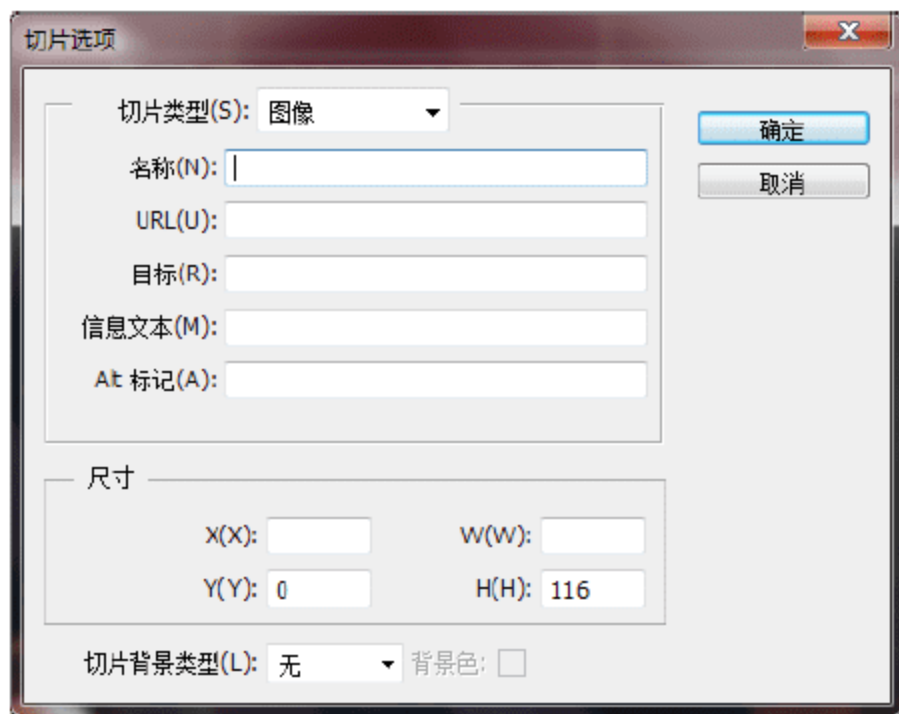 切片选项
切片类型(S): 图像
确定
名称(N):
取消
URL(U):
目标(R):
信息文本(M):
Alt 标记(A):
尺寸
X(X): W(W):
Y(Y): 0 H(H): 116
切片背景类型(L): 无 背景色: